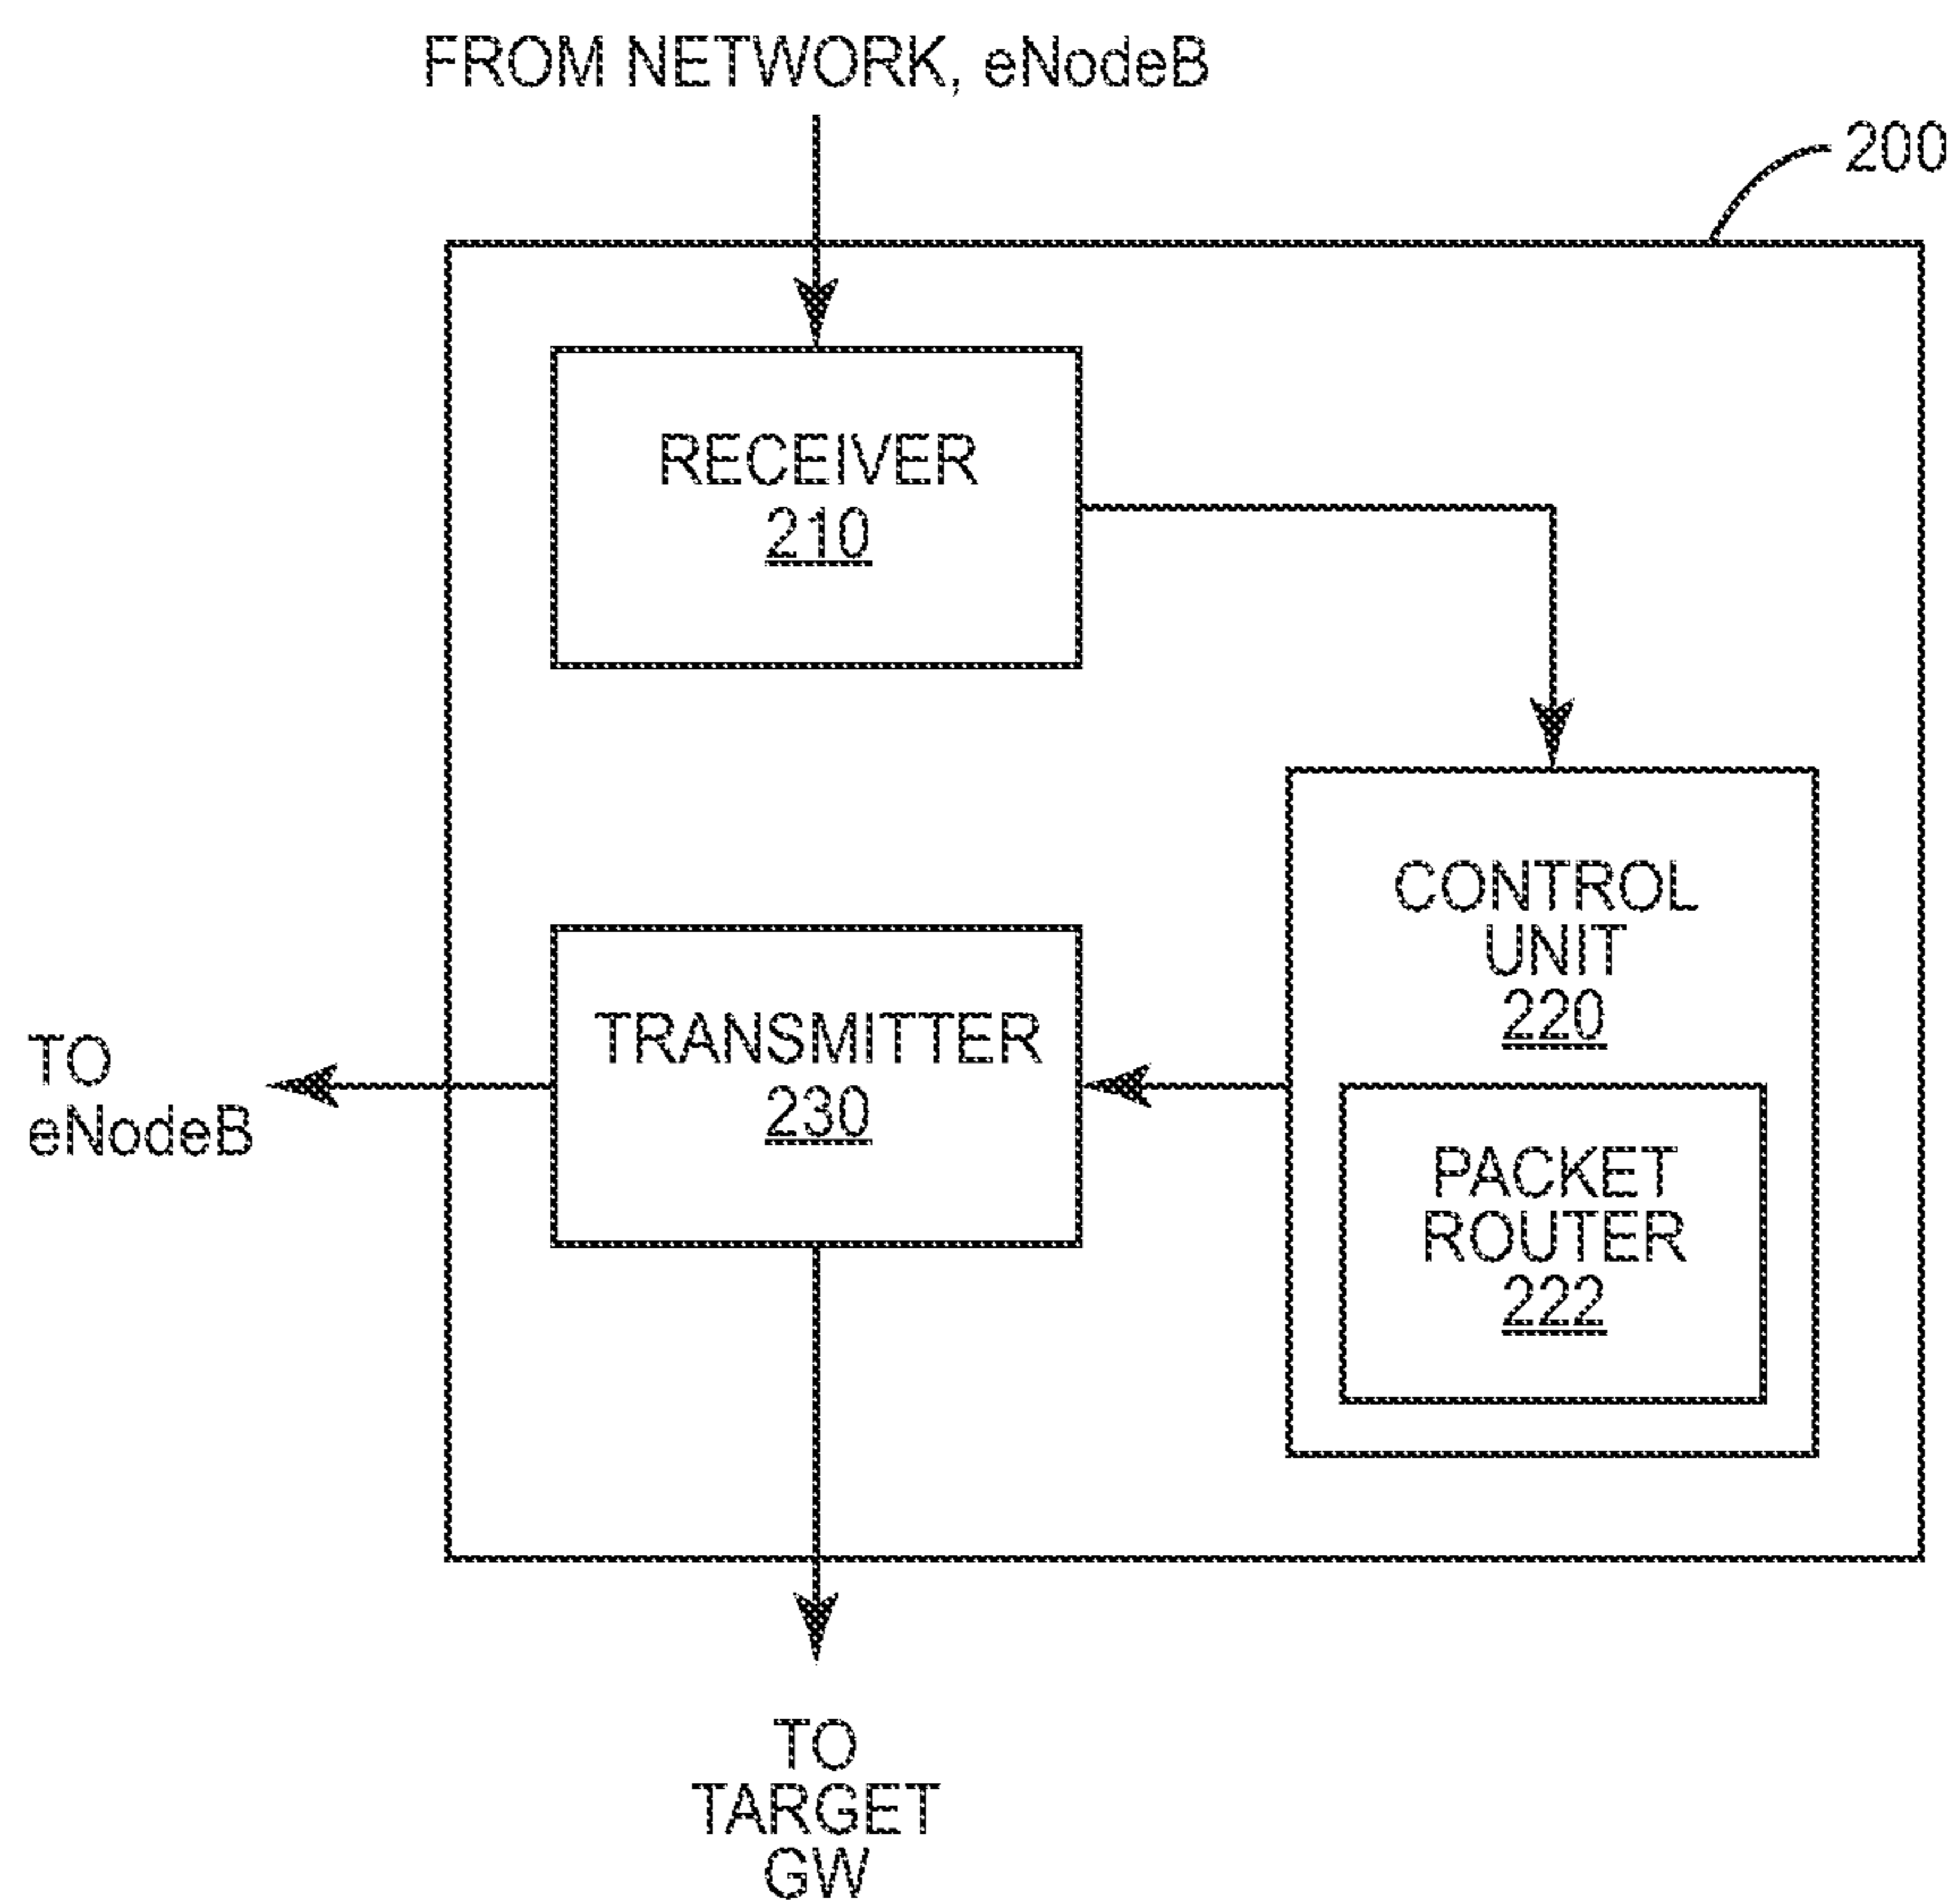 FROM NETWORK, eNodeB
200
RECEIVER
210
CONTROL
UNIT
220
TRANSMITTER
230
TO
eNodeB
PACKET
ROUTER
222
TO
TARGET
GW